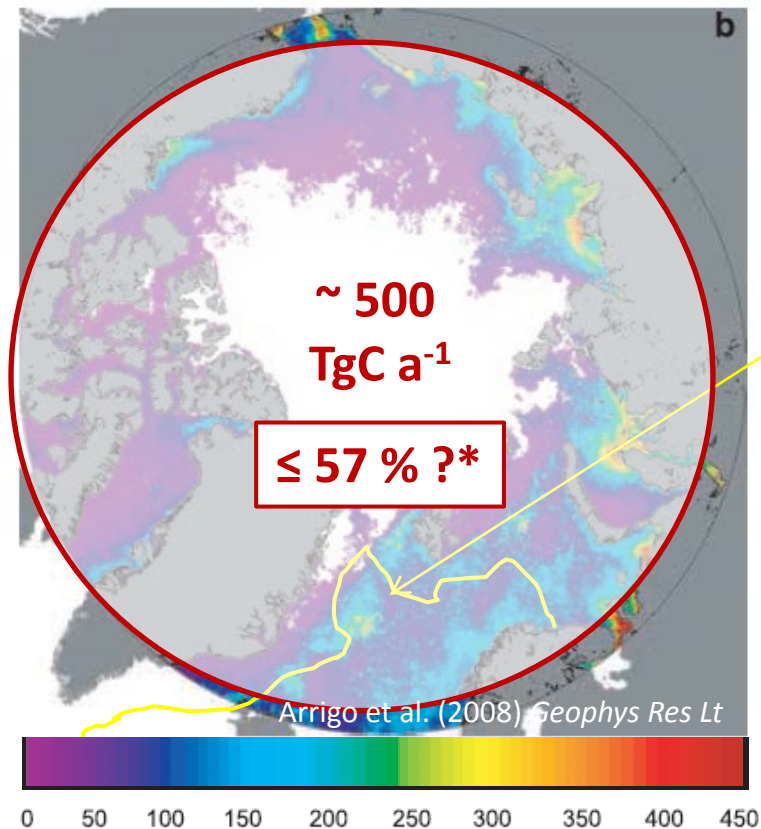 b
~ 500
TgC a⁻¹
≤ 57 % ?*
Arrigo et al. (2008) Geophys Res Lt
0 50 100 150 200 250 300 350 400 450